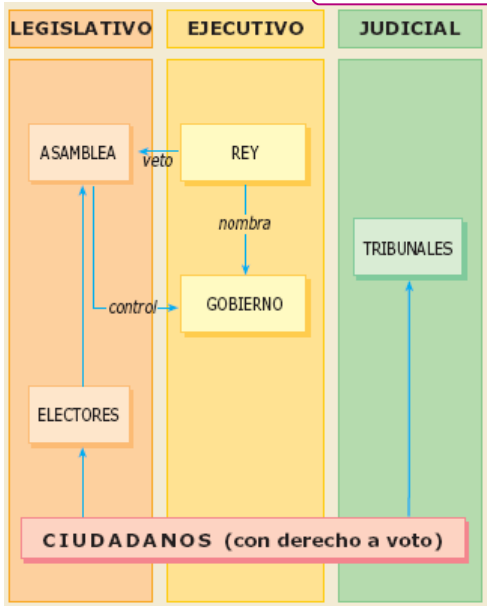 LEGISLATIVO
EJECUTIVO
JUDICIAL
ASAMBLEA
veto
REY
nombra
TRIBUNALES
control
GOBIERNO
ELECTORES
CIUDADANOS (con derecho a voto)